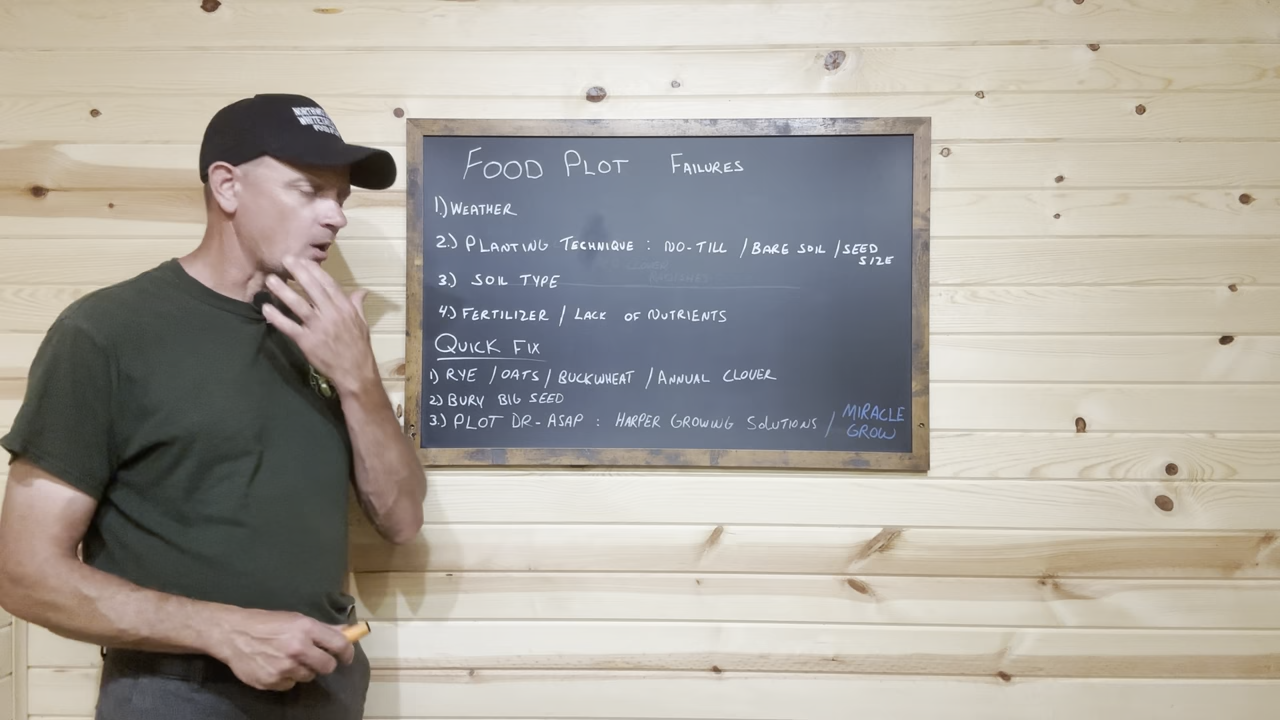 NORTHWOODS
WHITETAIL
FOOD PLOT FAILURES
1.) WEATHER
2.) PLANTING TECHNIQUE : NO-TILL / BARE SOIL / SEED
SIZE
3.) SOIL TYPE
4.) FERTILIZER / LACK OF NUTRIENTS
QUICK FIX
1) RYE / OATS / BUCKWHEAT / ANNUAL CLOVER
2) BURY BIG SEED
3.) PLOT DR-ASAP : HARPER GROWING SOLUTIONS / MIRACLE
GROW